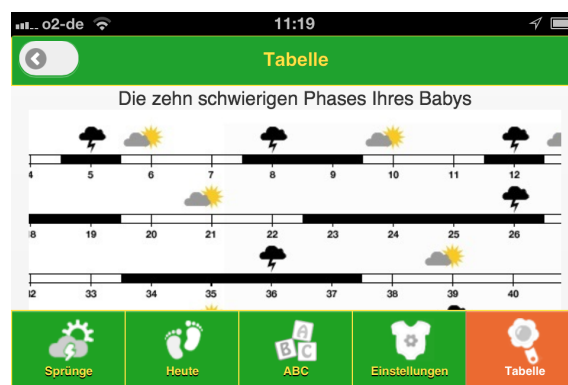 o2-de 11:19
Tabelle
Die zehn schwierigen Phases Ihres Babys
4 5 6 7 8 9 10 11 12
8 19 20 21 22 23 24 25 26
32 33 34 35 36 37 38 39 40
A B C
Sprünge Heute ABC Einstellungen Tabelle